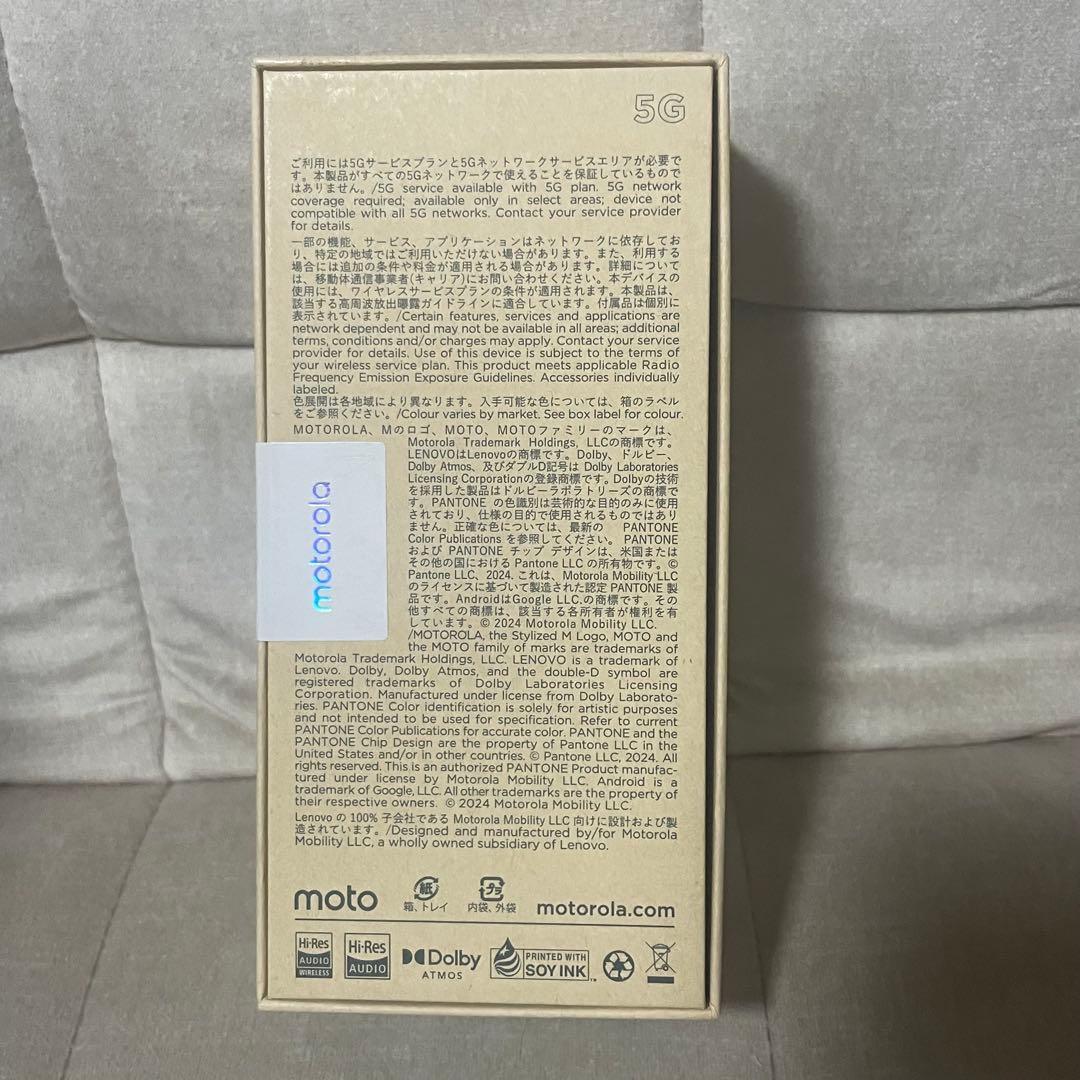 5G
ご利用には5Gサービスプランと5Gネットワークサービスエリアが必要で
す。本製品がすべての5Gネットワークで使えることを保証しているもので
はありません。/5G service available with 5G plan. 5G network
coverage required; available only in select areas; device not
compatible with all 5G networks. Contact your service provider
for details.
一部の機能、サービス、アプリケーションはネットワークに依存してお
り、特定の地域ではご利用いただけない場合があります。また、利用する
場合には追加の条件や料金が適用される場合があります。詳細について
は、移動体通信事業者(キャリア)にお問い合わせください。本デバイスの
使用には、ワイヤレスサービスプランの条件が適用されます。本製品は、
該当する高周波放出曝露ガイドラインに適合しています。付属品は個別に
表示されています。/Certain features, services and applications are
network dependent and may not be available in all areas; additional
terms, conditions and/or charges may apply. Contact your service
provider for details. Use of this device is subject to the terms of
your wireless service plan. This product meets applicable Radio
Frequency Emission Exposure Guidelines. Accessories individually
labeled.
色展開は各地域により異なります。入手可能な色については、箱のラベル
をご参照ください。/Colour varies by market. See box label for colour.
MOTOROLA、Mのロゴ、MOTO、MOTOファミリーのマークは、
Motorola Trademark Holdings, LLCの商標です。
LENOVOはLenovoの商標です。Dolby、ドルビー、
Dolby Atmos、及びダブルD記号は Dolby Laboratories
Licensing Corporationの登録商標です。Dolbyの技術
を採用した製品はドルビーラボラトリーズの商標で
す。PANTONE の色識別は芸術的な目的のみに使用
されており、仕様の目的で使用されるものではあり
ません。正確な色については、最新の PANTONE
Color Publications を参照してください。 PANTONE
および PANTONE チップ デザインは、米国または
その他の国における Pantone LLC の所有物です。©
Pantone LLC、2024. これは、Motorola Mobility LLC
のライセンスに基づいて製造された認定 PANTONE 製
品です。AndroidはGoogle LLC.の商標です。その
他すべての商標は、該当する各所有者が権利を有
しています。© 2024 Motorola Mobility LLC.
/MOTOROLA, the Stylized M Logo, MOTO and
the MOTO family of marks are trademarks of
Motorola Trademark Holdings, LLC. LENOVO is a trademark of
Lenovo. Dolby, Dolby Atmos, and the double-D symbol are
registered trademarks of Dolby Laboratories Licensing
Corporation. Manufactured under license from Dolby Laborato-
ries. PANTONE Color identification is solely for artistic purposes
and not intended to be used for specification. Refer to current
PANTONE Color Publications for accurate color. PANTONE and the
PANTONE Chip Design are the property of Pantone LLC in the
United States and/or in other countries. © Pantone LLC, 2024. All
rights reserved. This is an authorized PANTONE Product manufac-
tured under license by Motorola Mobility LLC. Android is a
trademark of Google, LLC. All other trademarks are the property of
their respective owners. © 2024 Motorola Mobility LLC.
Lenovo の 100% 子会社である Motorola Mobility LLC 向けに設計および製
造されています。/Designed and manufactured by/for Motorola
Mobility LLC, a wholly owned subsidiary of Lenovo.
motorola
moto
紙
箱、トレイ
プラ
内袋、外袋
motorola.com
Hi-Res
AUDIO
WIRELESS
Hi-Res
AUDIO
Dolby
ATMOS
PRINTED WITH
SOY INK™